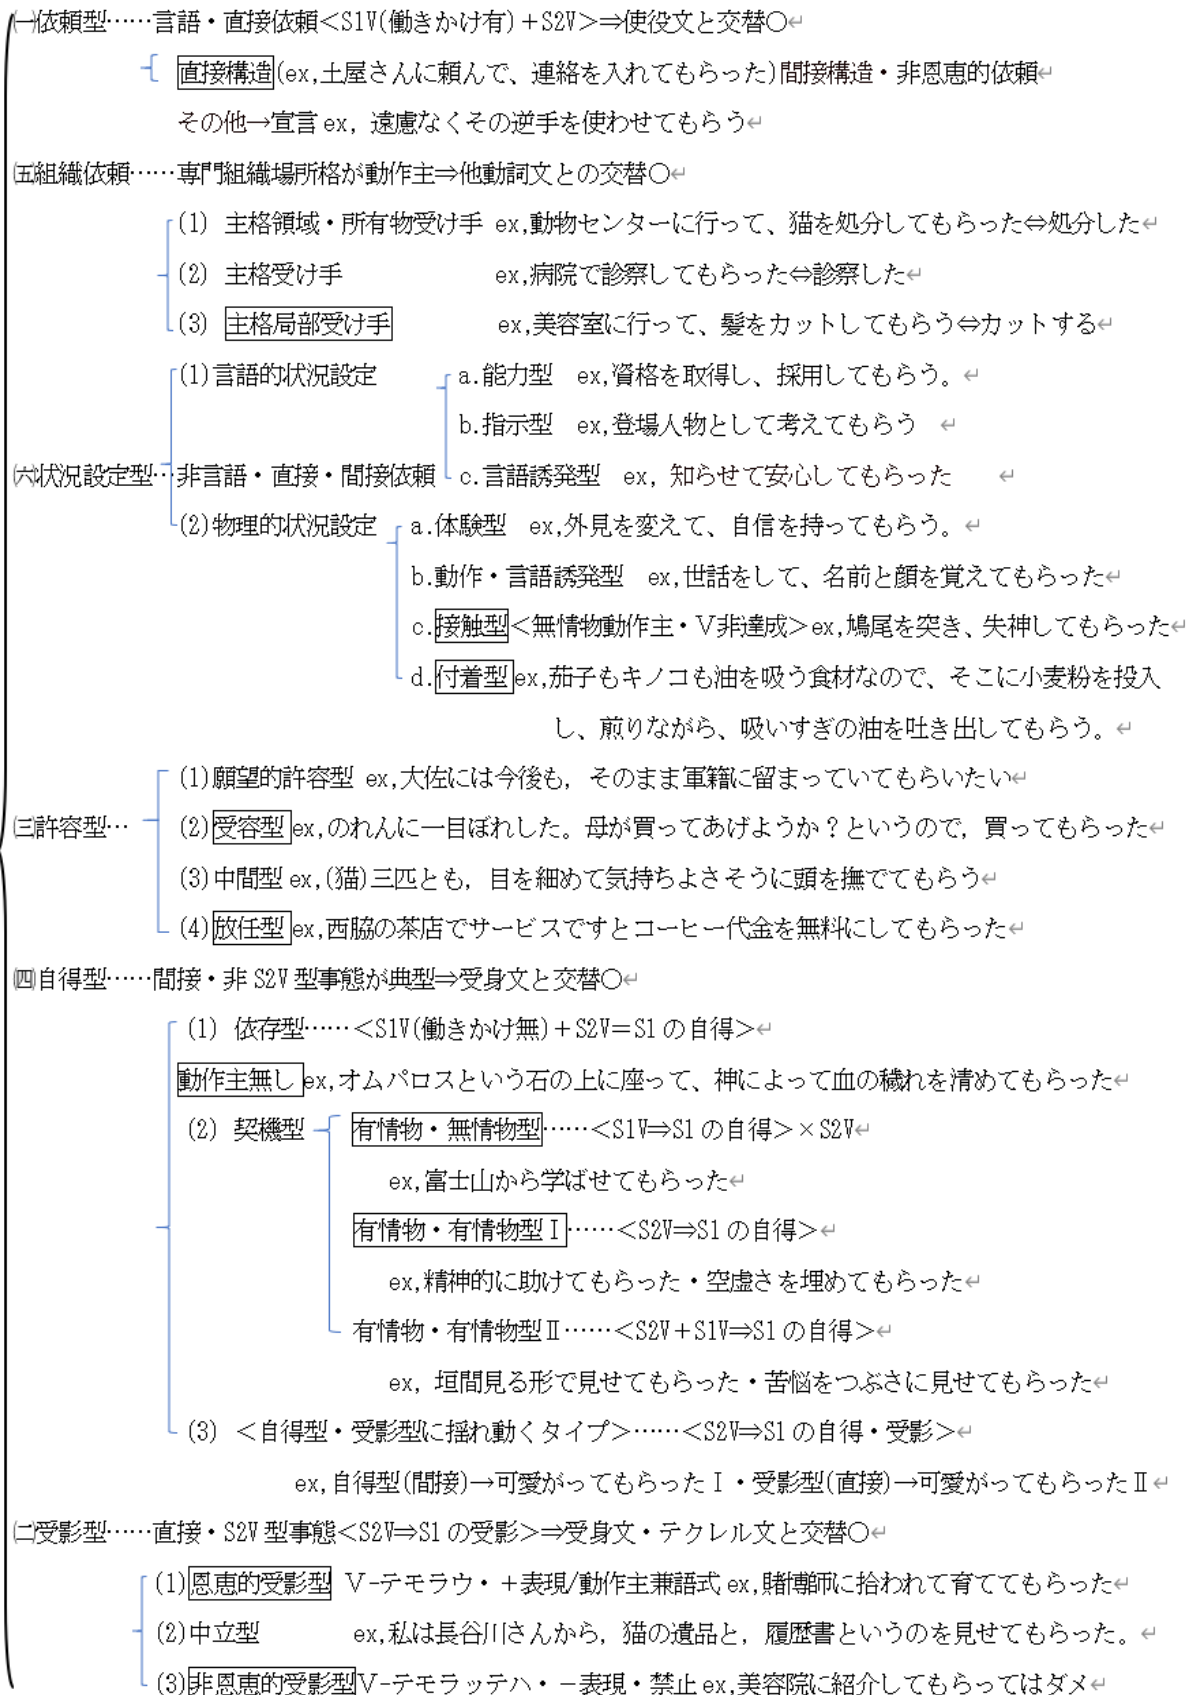 ㈠依頼型……言語・直接依頼<S1V(働きかけ有)+S2V>⇒使役文と交替○↵
直接構造(ex,土屋さんに頼んで、連絡を入れてもらった)間接構造・非恩恵的依頼↵
その他→宣言 ex, 遠慮なくその逆手を使わせてもらう↵
㈤組織依頼……専門組織場所格が動作主⇒他動詞文との交替○↵
(1) 主格領域・所有物受け手 ex,動物センターに行って、猫を処分してもらった⇔処分した↵
(2) 主格受け手 ex,病院で診察してもらった⇔診察した↵
(3) 主格局部受け手 ex,美容室に行って、髪をカットしてもらう⇔カットする↵
(1)言語的状況設定 a.能力型 ex,資格を取得し、採用してもらう。↵
b.指示型 ex,登場人物として考えてもらう ↵
㈥状況設定型…非言語・直接・間接依頼 c.言語誘発型 ex, 知らせて安心してもらった ↵
(2)物理的状況設定 a.体験型 ex,外見を変えて、自信を持ってもらう。↵
b.動作・言語誘発型 ex,世話をして、名前と顔を覚えてもらった↵
c.接触型<無情物動作主・V非達成>ex,鳩尾を突き、失神してもらった↵
d.付着型 ex,茄子もキノコも油を吸う食材なので、そこに小麦粉を投入
し、煎りながら、吸いすぎの油を吐き出してもらう。↵
(1)願望的許容型 ex,大佐には今後も, そのまま軍籍に留まっていてもらいたい↵
㈢許容型… (2)受容型 ex,のれんに一目ぼれした。母が買ってあげようか?というので, 買ってもらった↵
(3)中間型 ex,(猫)三匹とも, 目を細めて気持ちよさそうに頭を撫でてもらう↵
(4)放任型 ex,西脇の茶店でサービスですとコーヒー代金を無料にしてもらった↵
㈣自得型……間接・非 S2V 型事態が典型⇒受身文と交替○↵
(1) 依存型……<S1V(働きかけ無)+S2V=S1 の自得>↵
動作主無し ex,オムパロスという石の上に座って、神によって血の穢れを清めてもらった↵
(2) 契機型 有情物・無情物型……<S1V⇒S1 の自得>×S2V↵
ex,富士山から学ばせてもらった↵
有情物・有情物型Ⅰ……<S2V⇒S1 の自得>↵
ex,精神的に助けてもらった・空虚さを埋めてもらった↵
有情物・有情物型Ⅱ……<S2V+S1V⇒S1 の自得>↵
ex, 垣間見る形で見せてもらった・苦悩をつぶさに見せてもらった↵
(3) <自得型・受影型に揺れ動くタイプ>……<S2V⇒S1 の自得・受影>↵
ex,自得型(間接)→可愛がってもらったⅠ・受影型(直接)→可愛がってもらったⅡ↵
㈡受影型……直接・S2V 型事態<S2V⇒S1 の受影>⇒受身文・テクレル文と交替○↵
(1)恩恵的受影型 V-テモラウ・+表現/動作主兼語式 ex,賭博師に拾われて育ててもらった↵
(2)中立型 ex,私は長谷川さんから, 猫の遺品と, 履歴書というのを見せてもらった。↵
(3)非恩恵的受影型V-テモラッテハ・-表現・禁止 ex,美容院に紹介してもらってはダメ↵